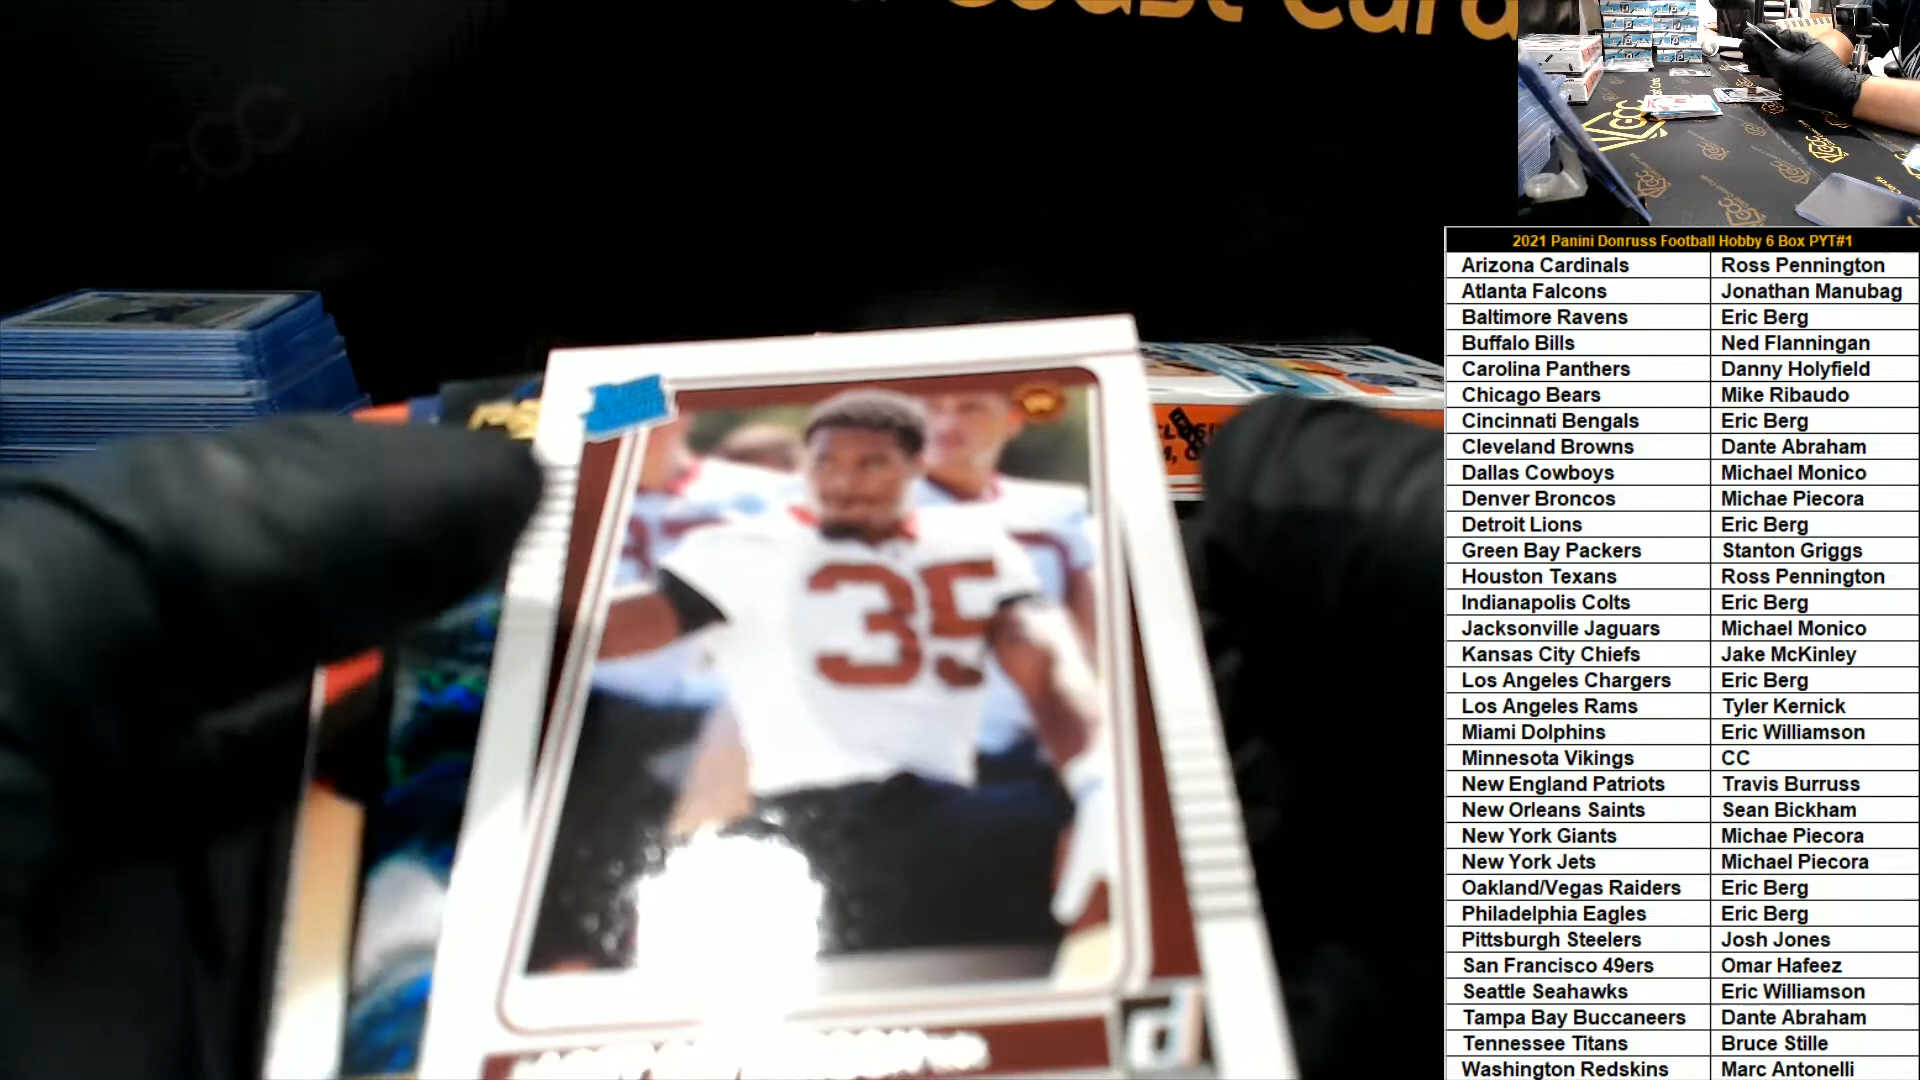 Coast Card
35
2021 Panini Donruss Football Hobby 6 Box PYT#1
Arizona Cardinals Ross Pennington
Atlanta Falcons Jonathan Manubag
Baltimore Ravens Eric Berg
Buffalo Bills Ned Flanningan
Carolina Panthers Danny Holyfield
Chicago Bears Mike Ribaudo
Cincinnati Bengals Eric Berg
Cleveland Browns Dante Abraham
Dallas Cowboys Michael Monico
Denver Broncos Michae Piecora
Detroit Lions Eric Berg
Green Bay Packers Stanton Griggs
Houston Texans Ross Pennington
Indianapolis Colts Eric Berg
Jacksonville Jaguars Michael Monico
Kansas City Chiefs Jake McKinley
Los Angeles Chargers Eric Berg
Los Angeles Rams Tyler Kernick
Miami Dolphins Eric Williamson
Minnesota Vikings CC
New England Patriots Travis Burruss
New Orleans Saints Sean Bickham
New York Giants Michae Piecora
New York Jets Michael Piecora
Oakland/Vegas Raiders Eric Berg
Philadelphia Eagles Eric Berg
Pittsburgh Steelers Josh Jones
San Francisco 49ers Omar Hafeez
Seattle Seahawks Eric Williamson
Tampa Bay Buccaneers Dante Abraham
Tennessee Titans Bruce Stille
Washington Redskins Marc Antonelli